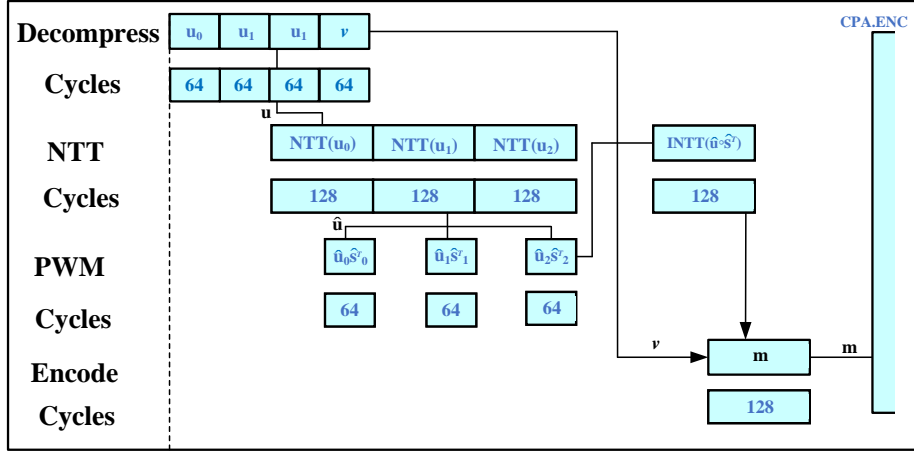 CPA.ENC
Decompress u₀ u₁ u₁ v
Cycles 64 64 64 64
u
NTT NTT(u₀) NTT(u₁) NTT(u₂) INTT(û∘ŝᵀ)
Cycles 128 128 128 128
û
PWM û₀ŝᵀ₀ û₁ŝᵀ₁ û₂ŝᵀ₂
Cycles 64 64 64
v m m
Encode
Cycles 128